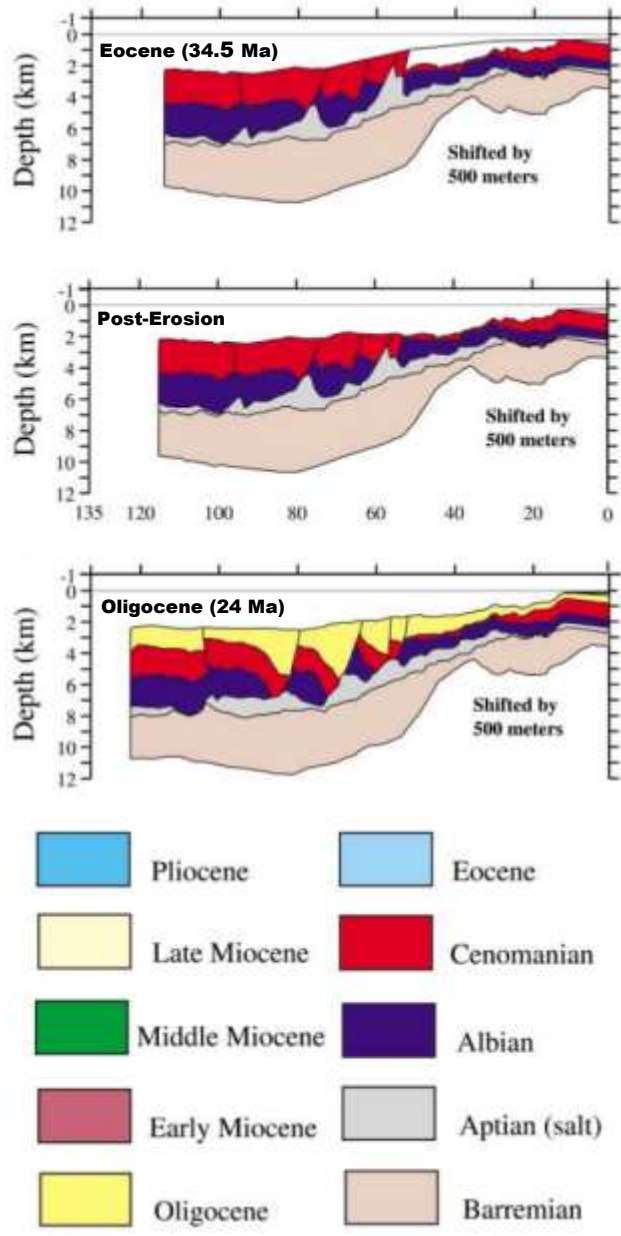 -1
0
2
4
6
8
10
12
Depth (km)
Eocene (34.5 Ma)
Shifted by
500 meters
-1
0
2
4
6
8
10
12
Depth (km)
Post-Erosion
Shifted by
500 meters
135 120 100 80 60 40 20 0
-1
0
2
4
6
8
10
12
Depth (km)
Oligocene (24 Ma)
Shifted by
500 meters
Pliocene Eocene
Late Miocene Cenomanian
Middle Miocene Albian
Early Miocene Aptian (salt)
Oligocene Barremian